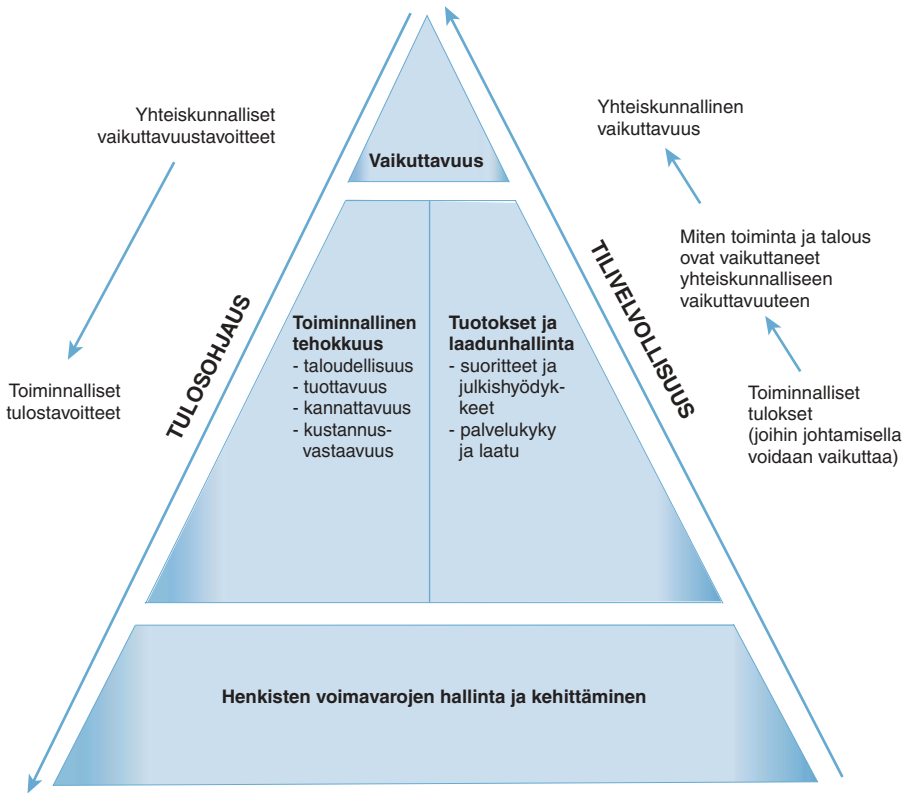 Yhteiskunnalliset
vaikuttavuustavoitteet
Toiminnalliset
tulostavoitteet
TULOSOHJAUS
Vaikuttavuus
Toiminnallinen
tehokkuus
- taloudellisuus
- tuottavuus
- kannattavuus
- kustannus-
vastaavuus
Tuotokset ja
laadunhallinta
- suoritteet ja
julkishyödyk-
keet
- palvelukyky
ja laatu
Henkisten voimavarojen hallinta ja kehittäminen
TILIVELVOLLISUUS
Yhteiskunnallinen
vaikuttavuus
Miten toiminta ja talous
ovat vaikuttaneet
yhteiskunnalliseen
vaikuttavuuteen
Toiminnalliset
tulokset
(joihin johtamisella
voidaan vaikuttaa)